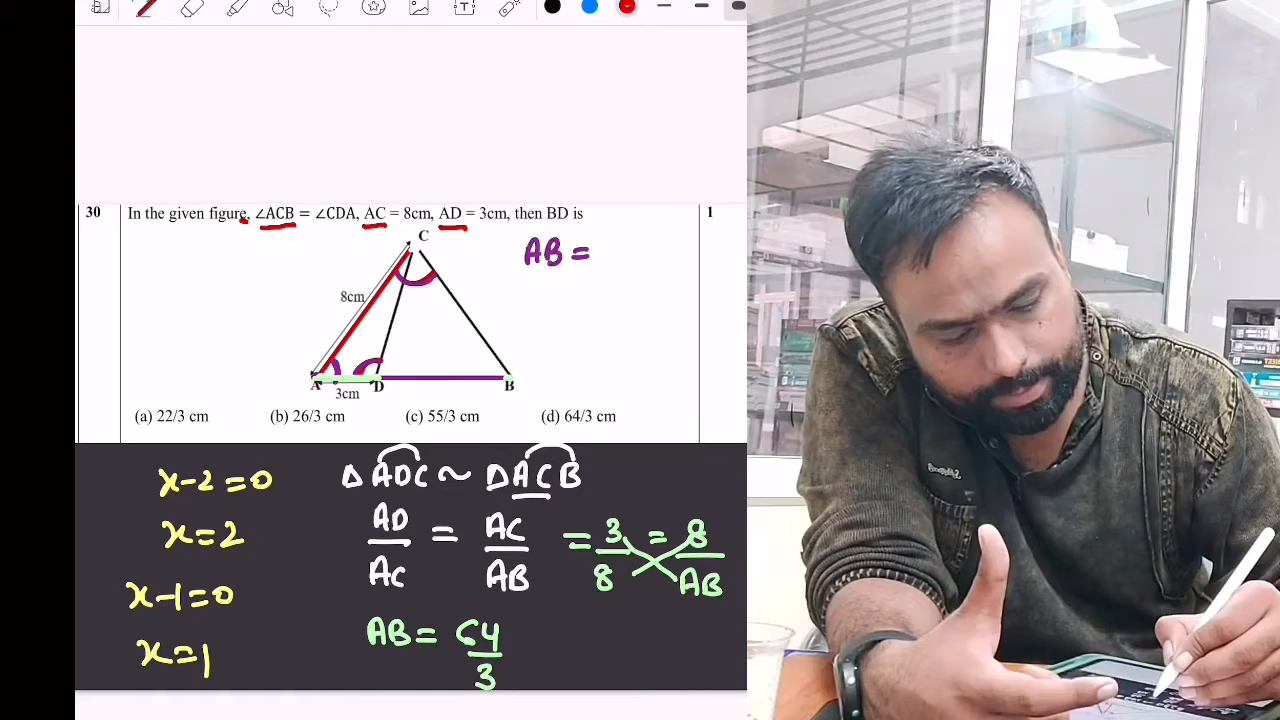 30 In the given figure, ∠ACB = ∠CDA, AC = 8cm, AD = 3cm, then BD is 1
C
AB =
8cm
A D B
3cm
(a) 22/3 cm (b) 26/3 cm (c) 55/3 cm (d) 64/3 cm
x-2=0
x=2
x-1=0
x=1
Δ ADC ~ Δ ACB
AD/AC = AC/AB = 3/8 = 8/AB
AB = 64/3